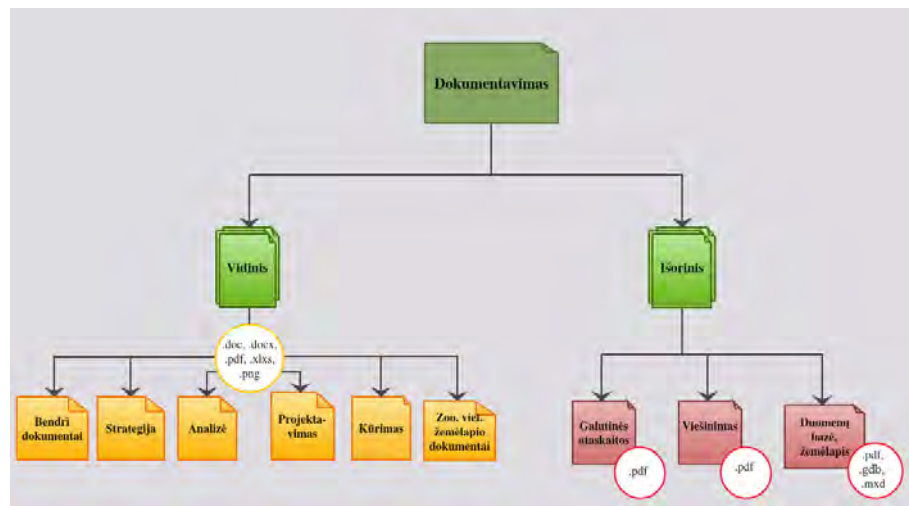 Dokumentavimas
Vidinis
Išorinis
.doc, .docx,
.pdf, .xlxs,
.png
Bendri
dokumentai
Strategija
Analizė
Projekta-
vimas
Kūrimas
Zoo. viet.
žemėlapio
dokumentai
Galutinės
ataskaitos
.pdf
Viešinimas
.pdf
Duomenų
bazė,
žemėlapis
.pdf,
.gdb,
.mxd